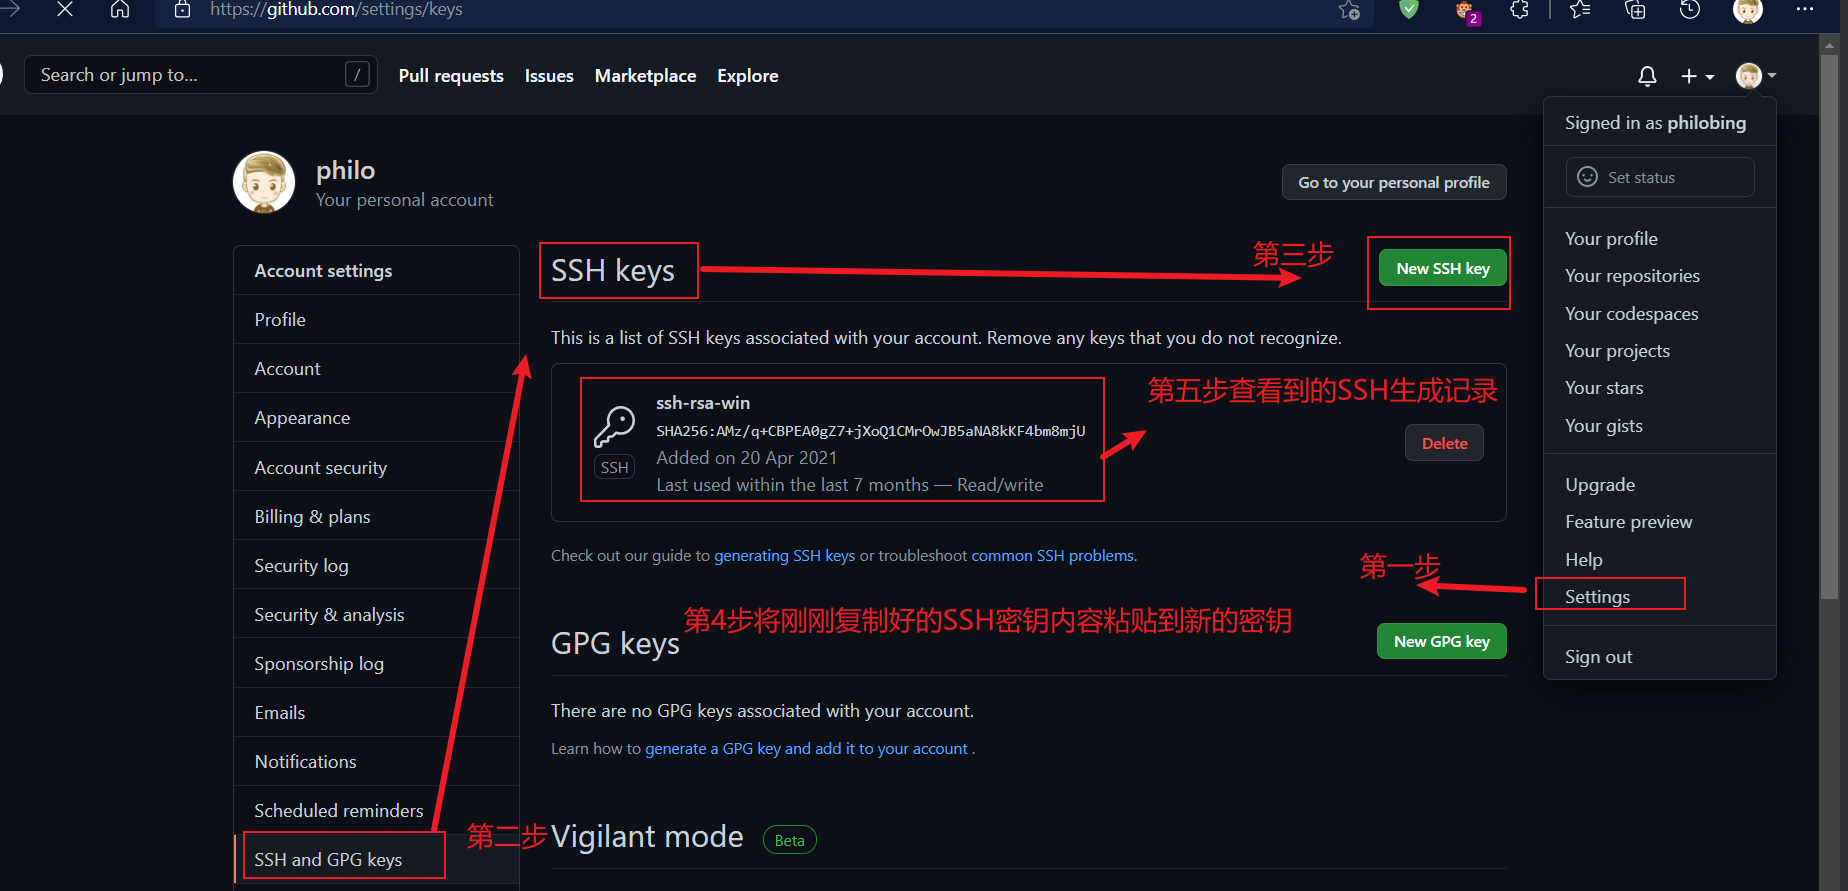 https://github.com/settings/keys
2
Search or jump to...
/
Pull requests
Issues
Marketplace
Explore
Signed in as philobing
Set status
Your profile
Your repositories
Your codespaces
Your projects
Your stars
Your gists
Upgrade
Feature preview
Help
第一步
Settings
Sign out
philo
Your personal account
Go to your personal profile
Account settings
Profile
Account
Appearance
Account security
Billing & plans
Security log
Security & analysis
Sponsorship log
Emails
Notifications
Scheduled reminders
SSH and GPG keys
第二步
SSH keys
第三步
New SSH key
This is a list of SSH keys associated with your account. Remove any keys that you do not recognize.
ssh-rsa-win
SHA256:AMz/q+CBPEA0gZ7+jXoQ1CMrOwJB5aNA8kKF4bm8mjU
Added on 20 Apr 2021
SSH
Last used within the last 7 months — Read/write
第五步查看到的SSH生成记录
Delete
Check out our guide to generating SSH keys or troubleshoot common SSH problems.
第4步将刚刚复制好的SSH密钥内容粘贴到新的密钥
GPG keys
New GPG key
There are no GPG keys associated with your account.
Learn how to generate a GPG key and add it to your account .
Vigilant mode
Beta